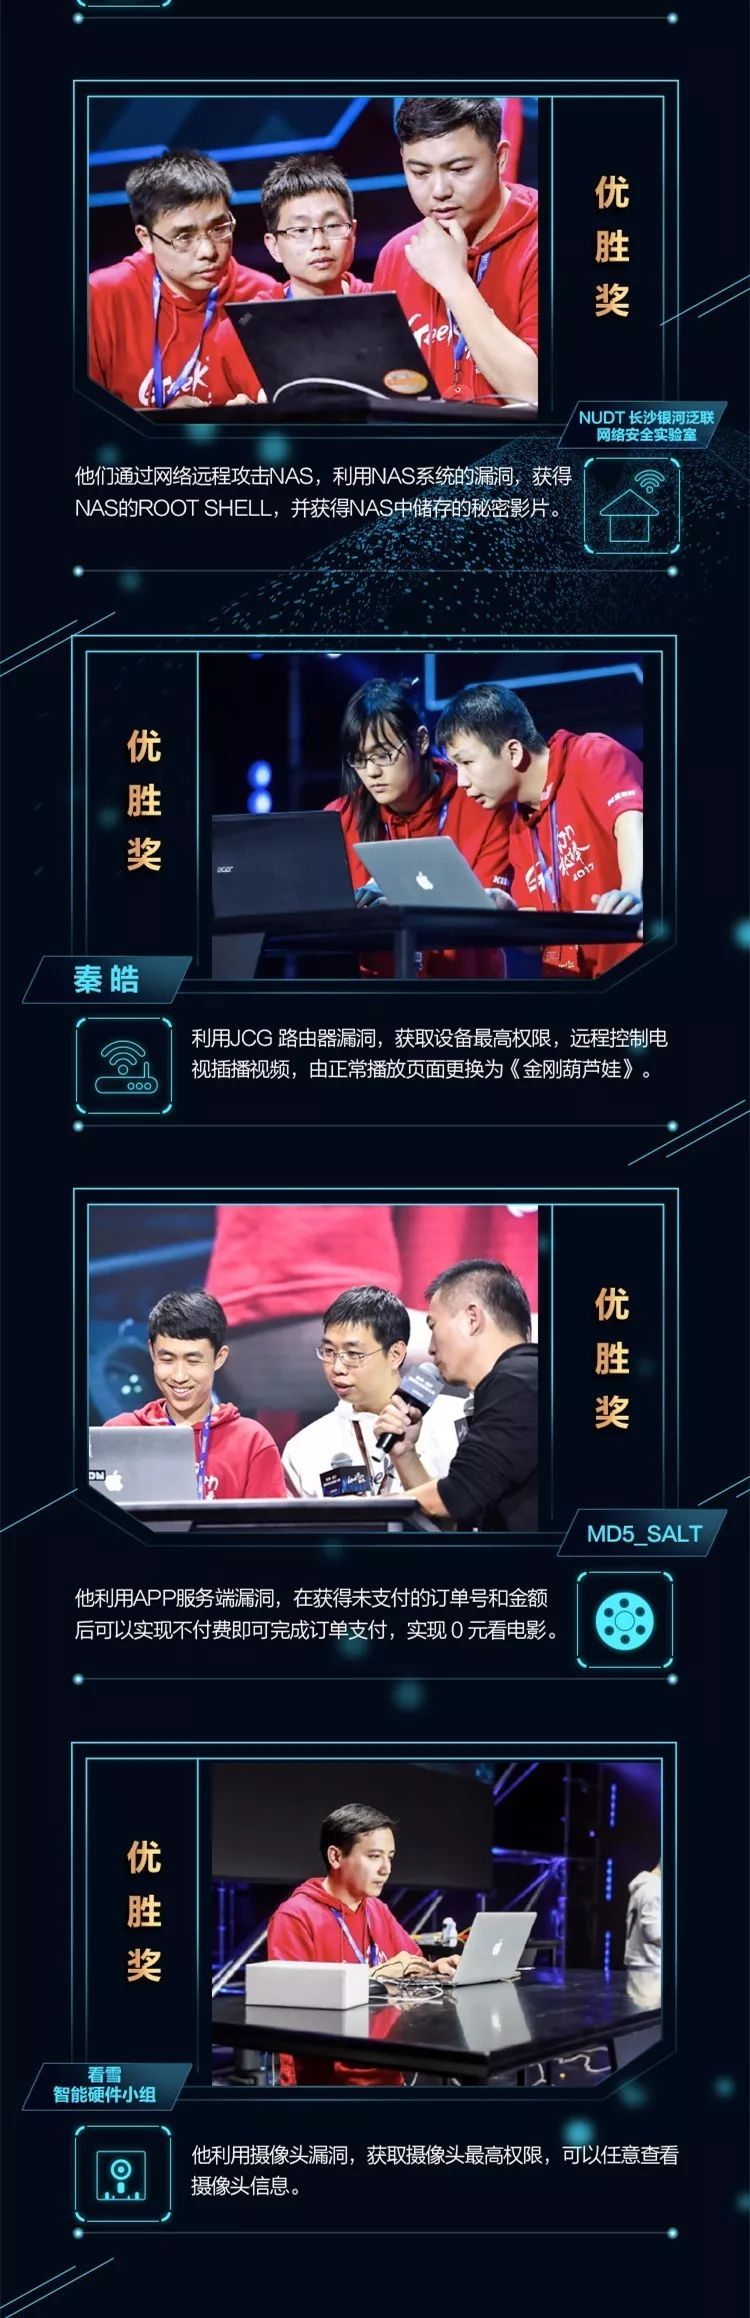 优
胜
奖
Geek
NUDT 长沙银河泛联
网络安全实验室
他们通过网络远程攻击NAS，利用NAS系统的漏洞，获得
NAS的ROOT SHELL，并获得NAS中储存的秘密影片。
优
胜
奖
acer
2017
秦皓
利用JCG 路由器漏洞，获取设备最高权限，远程控制电
视插播视频，由正常播放页面更换为《金刚葫芦娃》。
优
胜
奖
MD5_SALT
他利用APP服务端漏洞，在获得未支付的订单号和金额
后可以实现不付费即可完成订单支付，实现 0 元看电影。
优
胜
奖
看雪
智能硬件小组
他利用摄像头漏洞，获取摄像头最高权限，可以任意查看
摄像头信息。